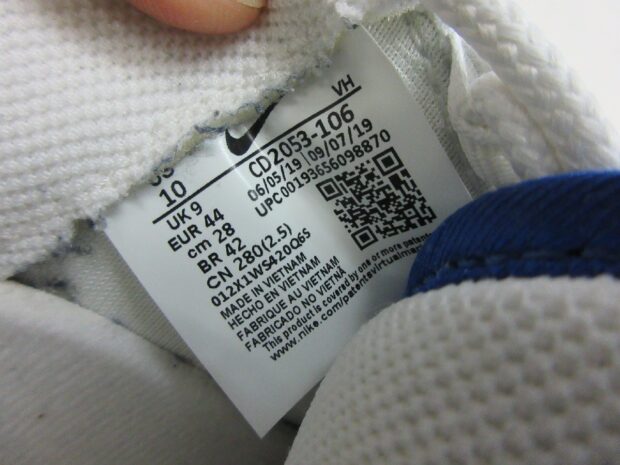 VH
10
CD2053-106
UK 9
06/05/19 | 09/07/19
EUR 44
UPC00193656098870
cm 28
BR 42
CN 280(2.5)
012X1WS420Q6S
MADE IN VIETNAM
HECHO EN VIETNAM
FABRIQUE AU VIETNAM
FABRICADO NO VIETNÃ
This product is covered by one or more patents
www.nike.com/patentvirtualmar